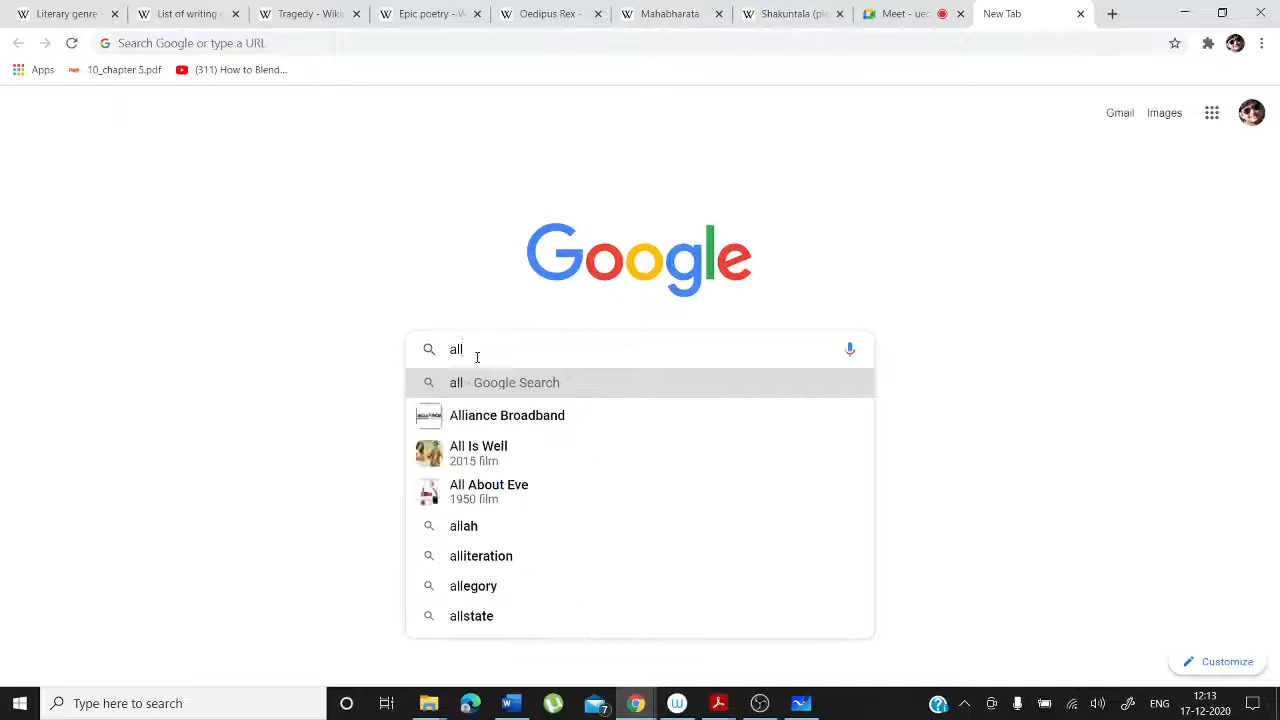 Literary genre -
List of writing
Tragedy - Wiki
Epic poetry - W
Oedipus Rex -
Mahabharata
Shakuntala (pl
Meet - ue
New Tab
Search Google or type a URL
Apps
10_chapter 5.pdf
(311) How to Blend...
Gmail
Images
Google
all
all - Google Search
Alliance Broadband
All Is Well
2015 film
All About Eve
1950 film
allah
alliteration
allegory
allstate
Customize
Type here to search
7
ENG
12:13
17-12-2020